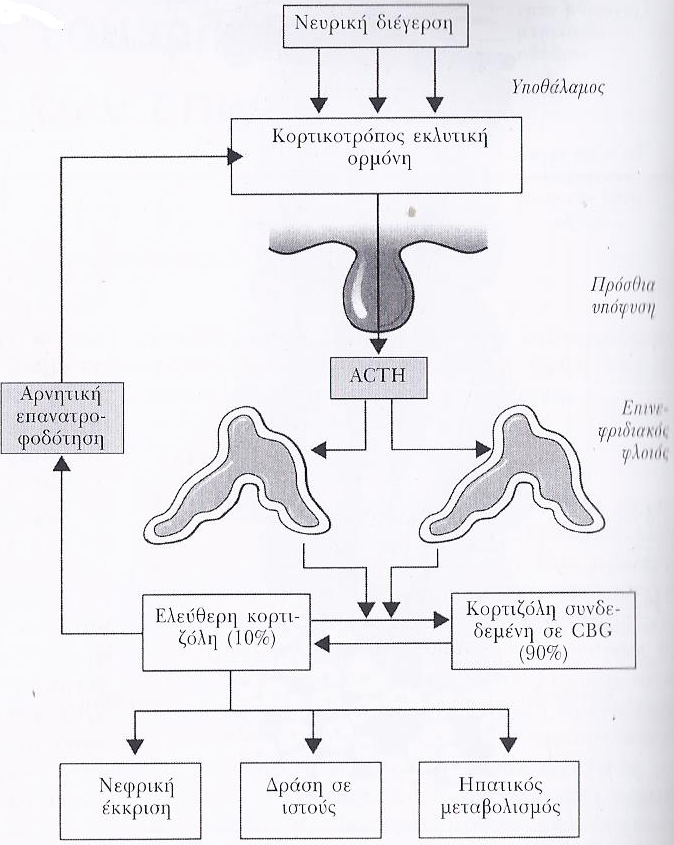 Νευρική διέγερση
Υποθάλαμος
Κορτικοτρόπος εκλυτική
ορμόνη
Πρόσθια
υπόφυση
ACTH
Αρνητική
επανατρο-
φοδότηση
Επινε-
φριδιακός
φλοιός
Ελεύθερη κορτι-
ζόλη (10%)
Κορτιζόλη συνδε-
δεμένη σε CBG
(90%)
Νεφρική
έκκριση
Δράση σε
ιστούς
Ηπατικός
μεταβολισμός